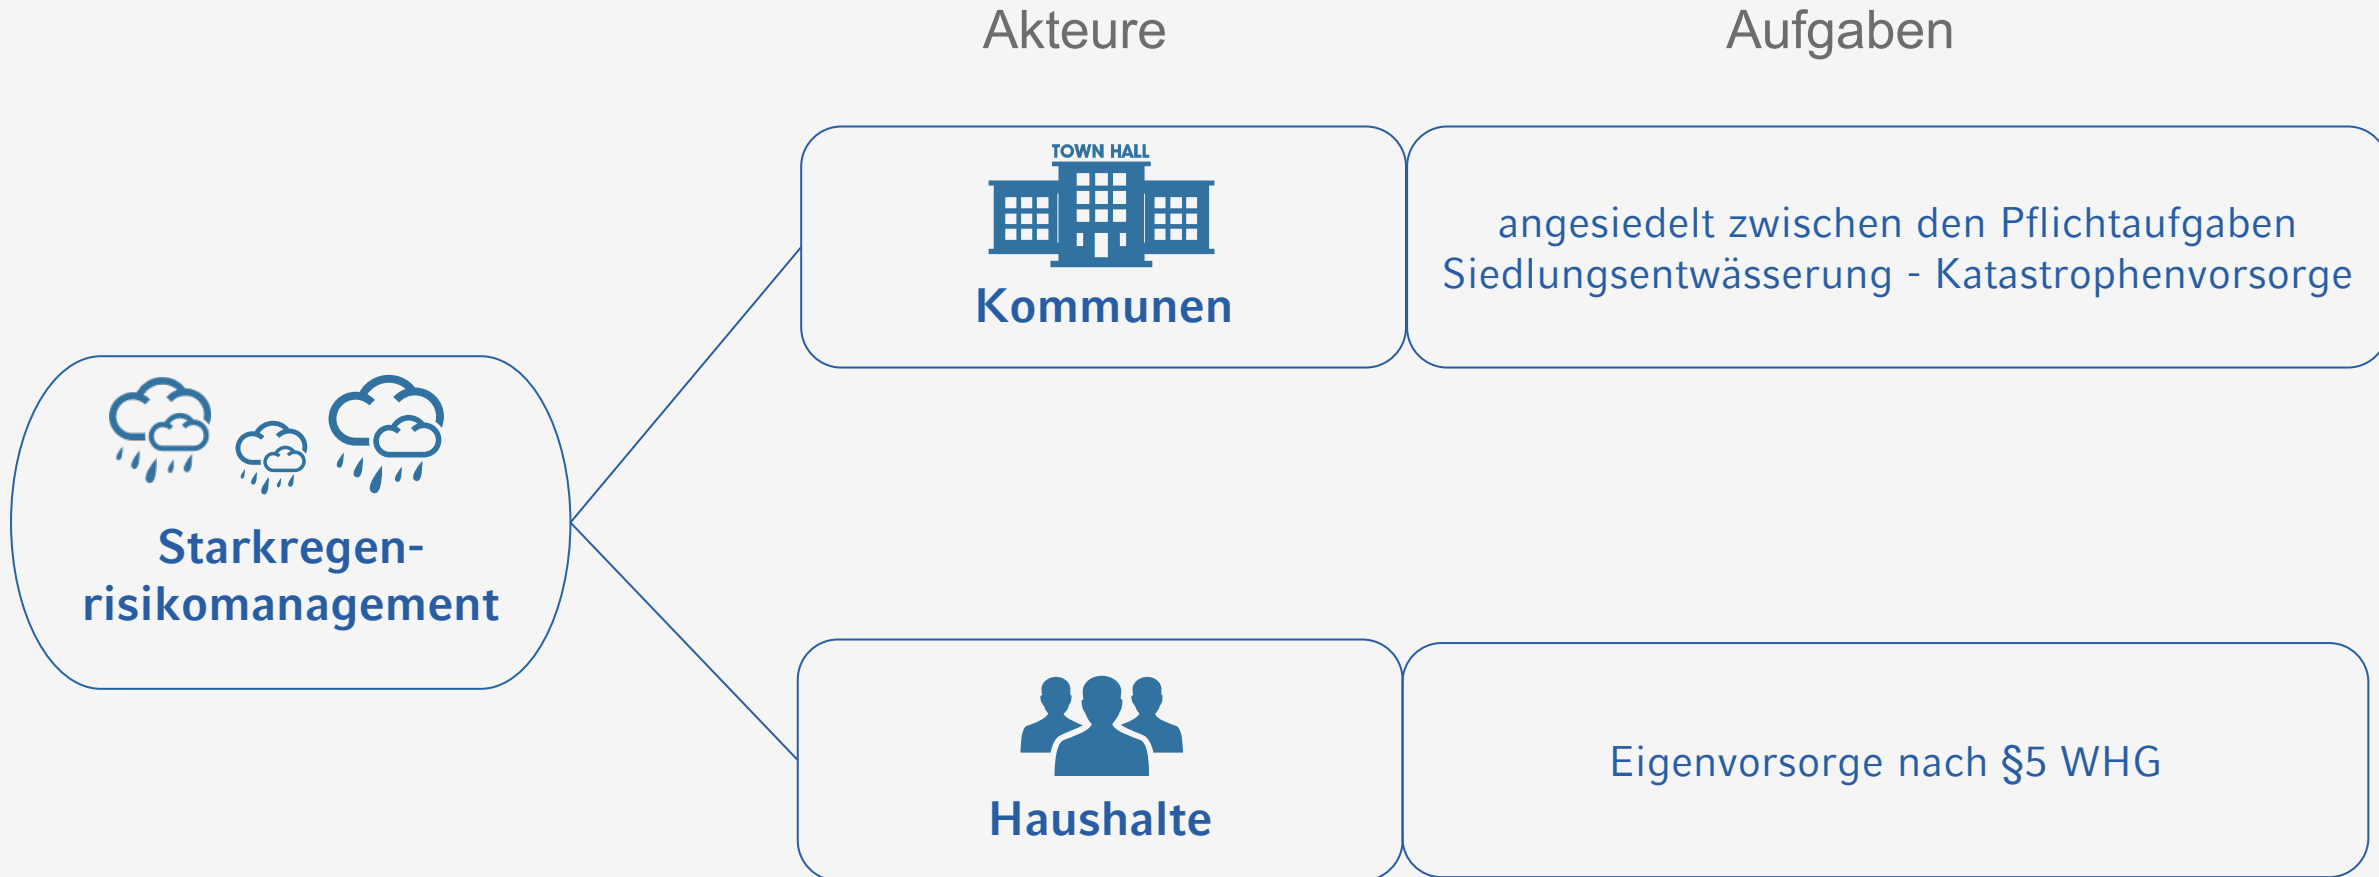 Akteure
Aufgaben
TOWN HALL
Kommunen
angesiedelt zwischen den Pflichtaufgaben
Siedlungsentwässerung - Katastrophenvorsorge
Starkregen-
risikomanagement
Haushalte
Eigenvorsorge nach §5 WHG